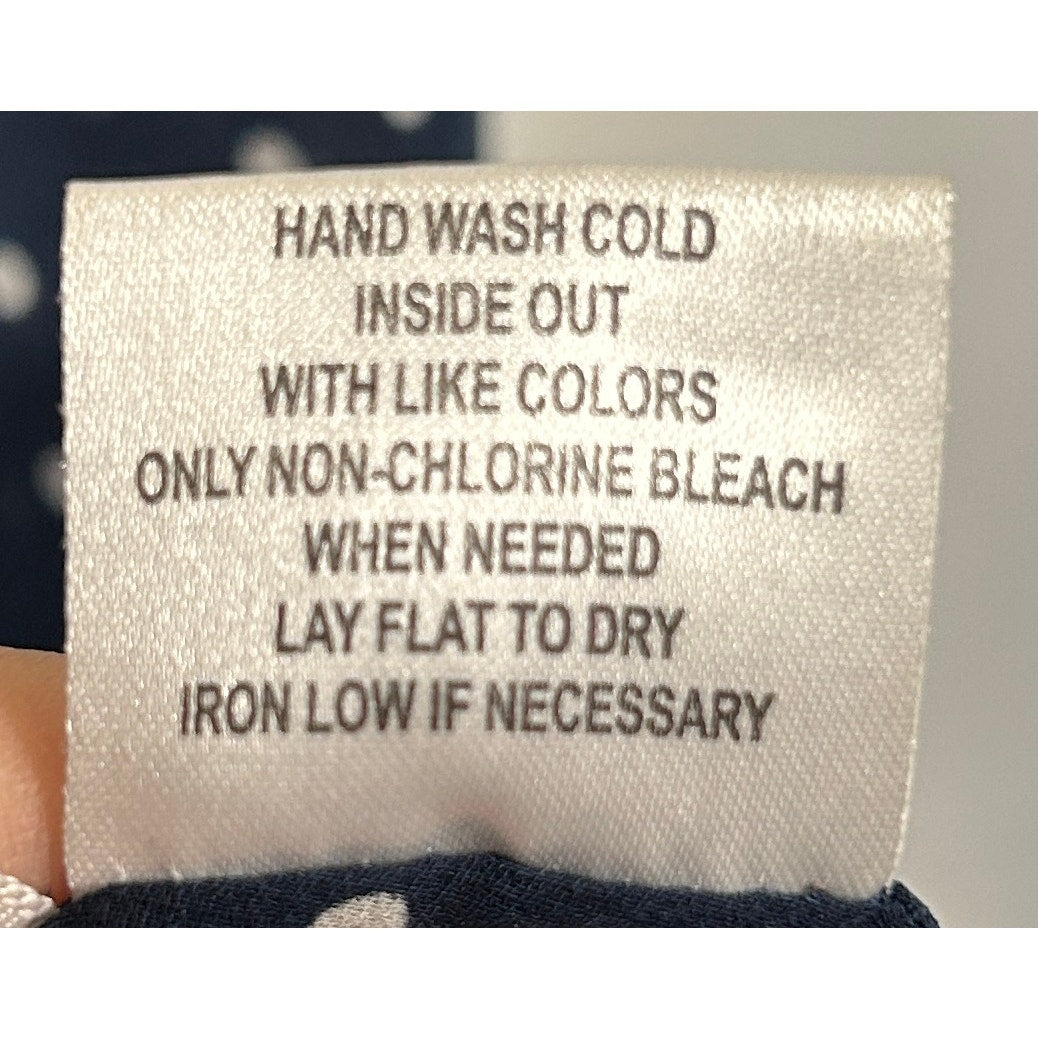 HAND WASH COLD
INSIDE OUT
WITH LIKE COLORS
ONLY NON-CHLORINE BLEACH
WHEN NEEDED
LAY FLAT TO DRY
IRON LOW IF NECESSARY